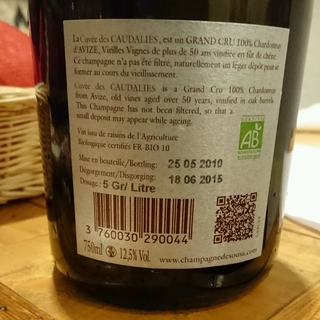 La Cuvée des CAUDALIES, est un GRAND CRU 100% Chardonnay
d'AVIZE, Vieilles Vignes de plus de 50 ans vinifiée en fût de chêne.
Ce champagne n'a pas été filtré, naturellement un léger dépôt peut se former au
cours du vieillissement.
Cuvée des CAUDALIES is a Grand Cru 100% Chardonnay
from Avize, old vines aged over 50 years, vinified in oak barrels.
This Champagne has not been filtered, so that a
small deposit may appear while ageing.
Vin issu de raisins de l'Agriculture
Biologique certifiés FR-BIO 10
Mise en bouteille/Bottling: 25 05 2010
Dégorgement/Disgorging: 18 06 2015
Dosage: 5 Gr/ Litre
AB
3 760030 290044
750ml 12,5% Vol.
www.champagnedesousa.com